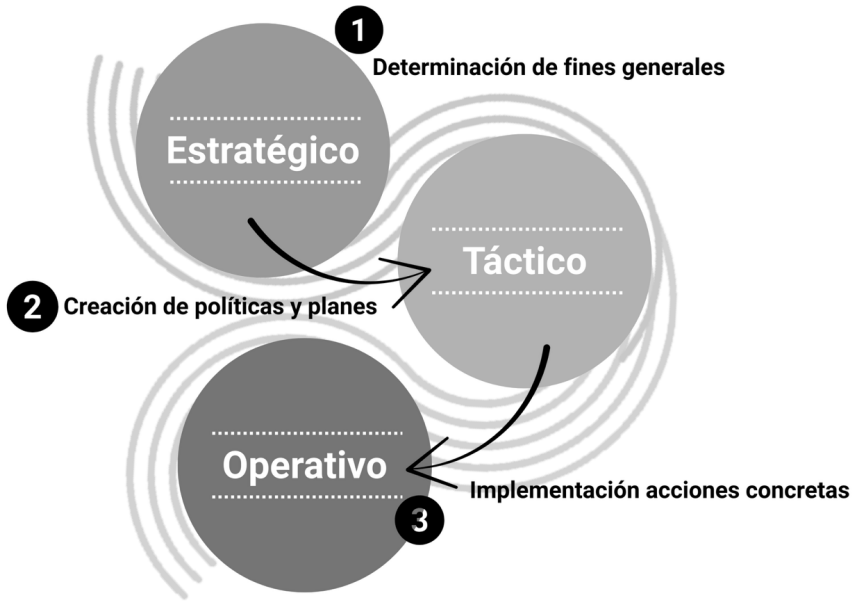 1
Determinación de fines generales
Estratégico
Táctico
2
Creación de políticas y planes
Operativo
Implementación acciones concretas
3